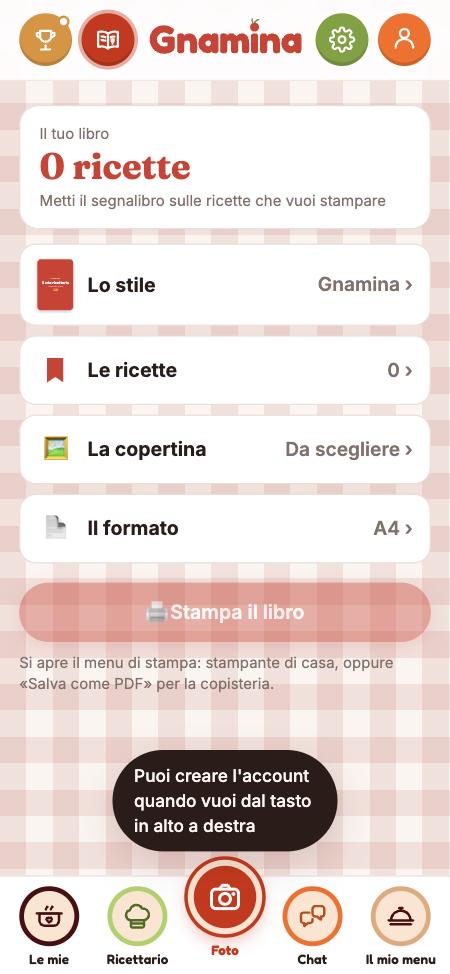 Gnamina
Il tuo libro
0 ricette
Metti il segnalibro sulle ricette che vuoi stampare
Lo stile
Gnamina ›
Le ricette
0 ›
La copertina
Da scegliere ›
Il formato
A4 ›
Stampa il libro
Si apre il menu di stampa: stampante di casa, oppure
«Salva come PDF» per la copisteria.
Puoi creare l'account
quando vuoi dal tasto
in alto a destra
Le mie
Ricettario
Foto
Chat
Il mio menu